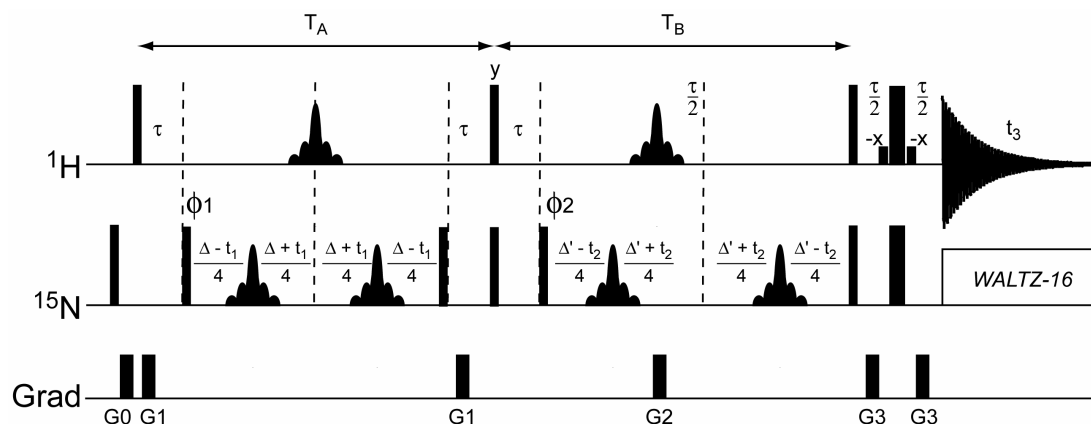 T_A T_B
y
τ τ τ τ/2 τ/2 τ/2
-x -x t_3
¹H
ϕ1 ϕ2
Δ - t_1/4 Δ + t_1/4 Δ + t_1/4 Δ - t_1/4 Δ' - t_2/4 Δ' + t_2/4 Δ' + t_2/4 Δ' - t_2/4
WALTZ-16
¹⁵N
Grad
G0 G1 G1 G2 G3 G3